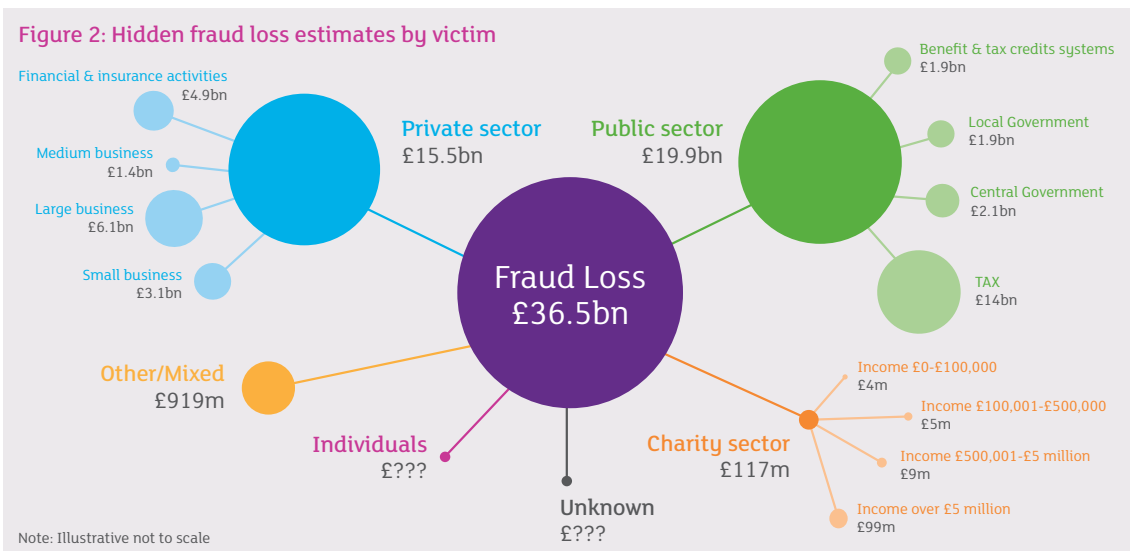 Figure 2: Hidden fraud loss estimates by victim
Financial & insurance activities
£4.9bn
Medium business
£1.4bn
Large business
£6.1bn
Small business
£3.1bn
Private sector
£15.5bn
Public sector
£19.9bn
Benefit & tax credits systems
£1.9bn
Local Government
£1.9bn
Central Government
£2.1bn
TAX
£14bn
Fraud Loss
£36.5bn
Other/Mixed
£919m
Individuals
£???
Unknown
£???
Charity sector
£117m
Income £0-£100,000
£4m
Income £100,001-£500,000
£5m
Income £500,001-£5 million
£9m
Income over £5 million
£99m
Note: Illustrative not to scale